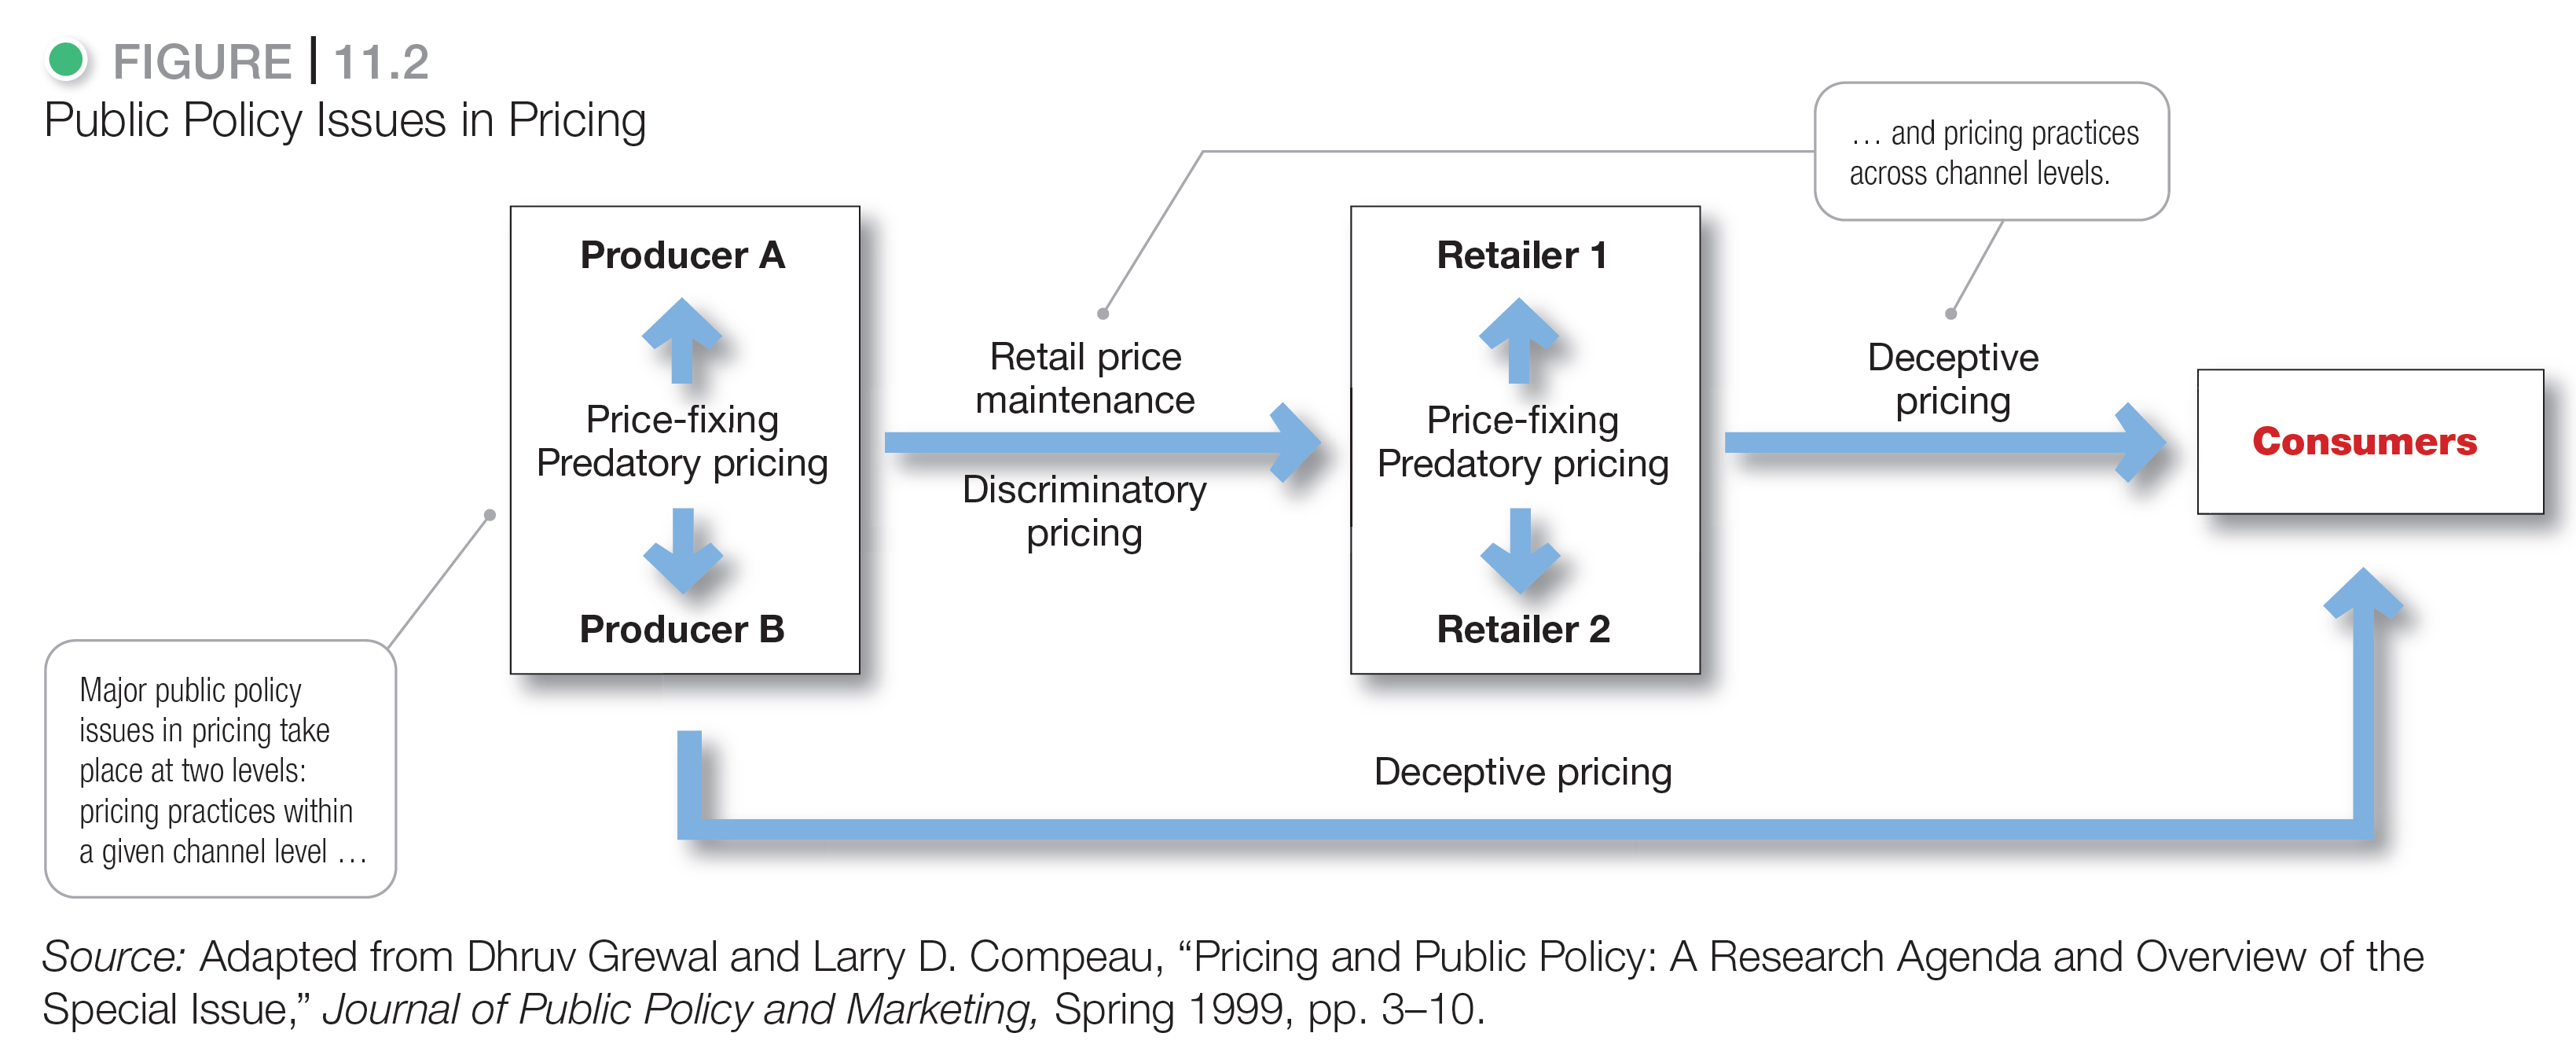 FIGURE | 11.2
Public Policy Issues in Pricing
… and pricing practices
across channel levels.
Producer A
Price-fixing
Predatory pricing
Producer B
Retail price
maintenance
Discriminatory
pricing
Retailer 1
Price-fixing
Predatory pricing
Retailer 2
Deceptive
pricing
Consumers
Major public policy
issues in pricing take
place at two levels:
pricing practices within
a given channel level …
Deceptive pricing
Source: Adapted from Dhruv Grewal and Larry D. Compeau, “Pricing and Public Policy: A Research Agenda and Overview of the
Special Issue,” Journal of Public Policy and Marketing, Spring 1999, pp. 3–10.